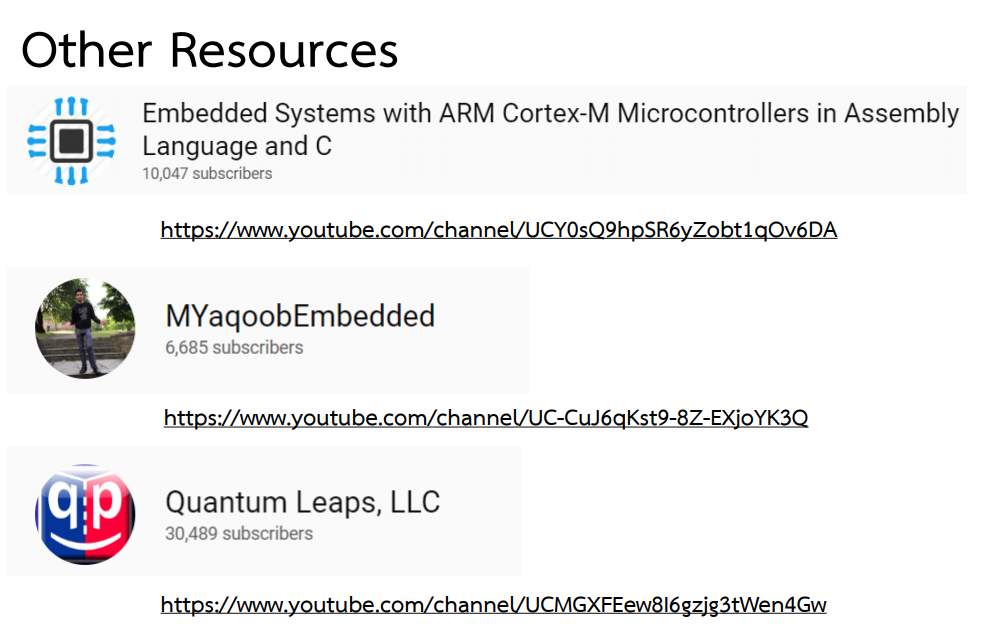 Other Resources
Embedded Systems with ARM Cortex-M Microcontrollers in Assembly
Language and C
10,047 subscribers
https://www.youtube.com/channel/UCY0sQ9hpSR6yZobt1qOv6DA
MYaqoobEmbedded
6,685 subscribers
https://www.youtube.com/channel/UC-CuJ6qKst9-8Z-EXjoYK3Q
qp
Quantum Leaps, LLC
30,489 subscribers
https://www.youtube.com/channel/UCMGXFEew8I6gzjg3tWen4Gw